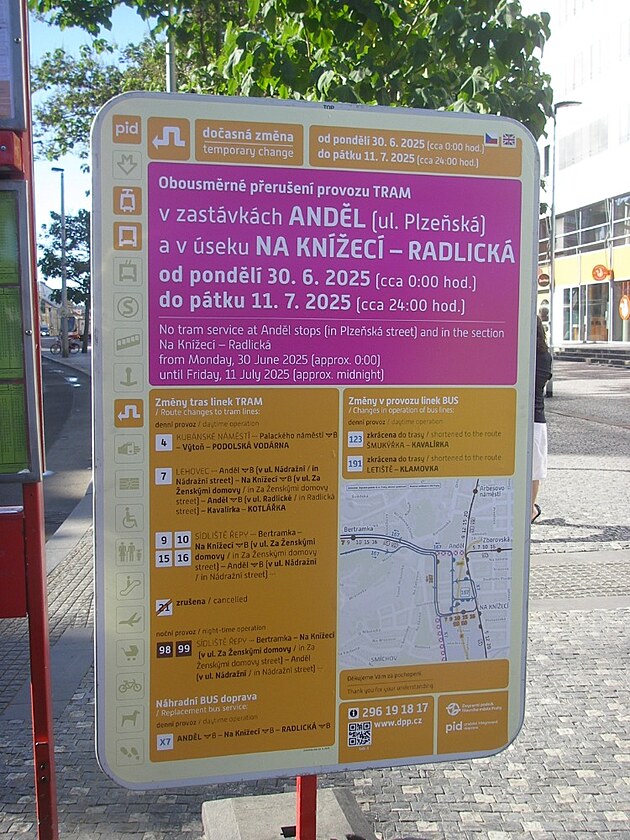 TOP
pid
dočasná změna
temporary change
od pondělí 30. 6. 2025 (cca 0:00 hod.)
do pátku 11. 7. 2025 (cca 24:00 hod.)
Obousměrné přerušení provozu TRAM
v zastávkách ANDĚL (ul. Plzeňská)
a v úseku NA KNÍŽECÍ – RADLICKÁ
od pondělí 30. 6. 2025 (cca 0:00 hod.)
do pátku 11. 7. 2025 (cca 24:00 hod.)
No tram service at Anděl stops (in Plzeňská street) and in the section
Na Knížecí – Radlická
from Monday, 30 June 2025 (approx. 0:00)
until Friday, 11 July 2025 (approx. midnight)
Změny tras linek TRAM
/ Route changes to tram lines:
denní provoz / daytime operation
4 KUBÁNSKÉ NÁMĚSTÍ – Palackého náměstí B
– Výtoň – PODOLSKÁ VODÁRNA
7 LEHOVEC – Anděl B (v ul. Nádražní / in
Nádražní street) – Na Knížecí B (v ul. Za
Ženskými domovy / in Za Ženskými domovy street)
– Anděl B (v ul. Radlické / in Radlická
street) – Kavalírka – KOTLÁŘKA
9 10 15 16 SÍDLIŠTĚ ŘEPY – Bertramka –
Na Knížecí B (v ul. Za Ženskými
domovy / in Za Ženskými domovy
street) – Anděl B (v ul. Nádražní
/ in Nádražní street) ...
21 zrušena / cancelled
noční provoz / night-time operation
98 99 SÍDLIŠTĚ ŘEPY – Bertramka – Na Knížecí
(v ul. Za Ženskými domovy / in Za
Ženskými domovy street) – Anděl
(v ul. Nádražní / in Nádražní street) ...
Náhradní BUS doprava
/ Replacement bus service:
denní provoz / daytime operation
X7 ANDĚL B – Na Knížecí B – RADLICKÁ B
Změny v provozu linek BUS
/ Changes in operation of bus lines:
denní provoz / daytime operation
123 zkrácena do trasy / shortened to the route
ŠMUKÝŘKA – KAVALÍRKA
191 zkrácena do trasy / shortened to the route
LETIŠTĚ – KLAMOVKA
Arbesovo
náměstí
Bertramka
Zborovská
Anděl
NA KNÍŽECÍ
SMÍCHOV
Děkujeme Vám za pochopení.
Thank you for your understanding.
296 19 18 17
www.dpp.cz
Dopravní podnik
hlavního města Prahy
pid